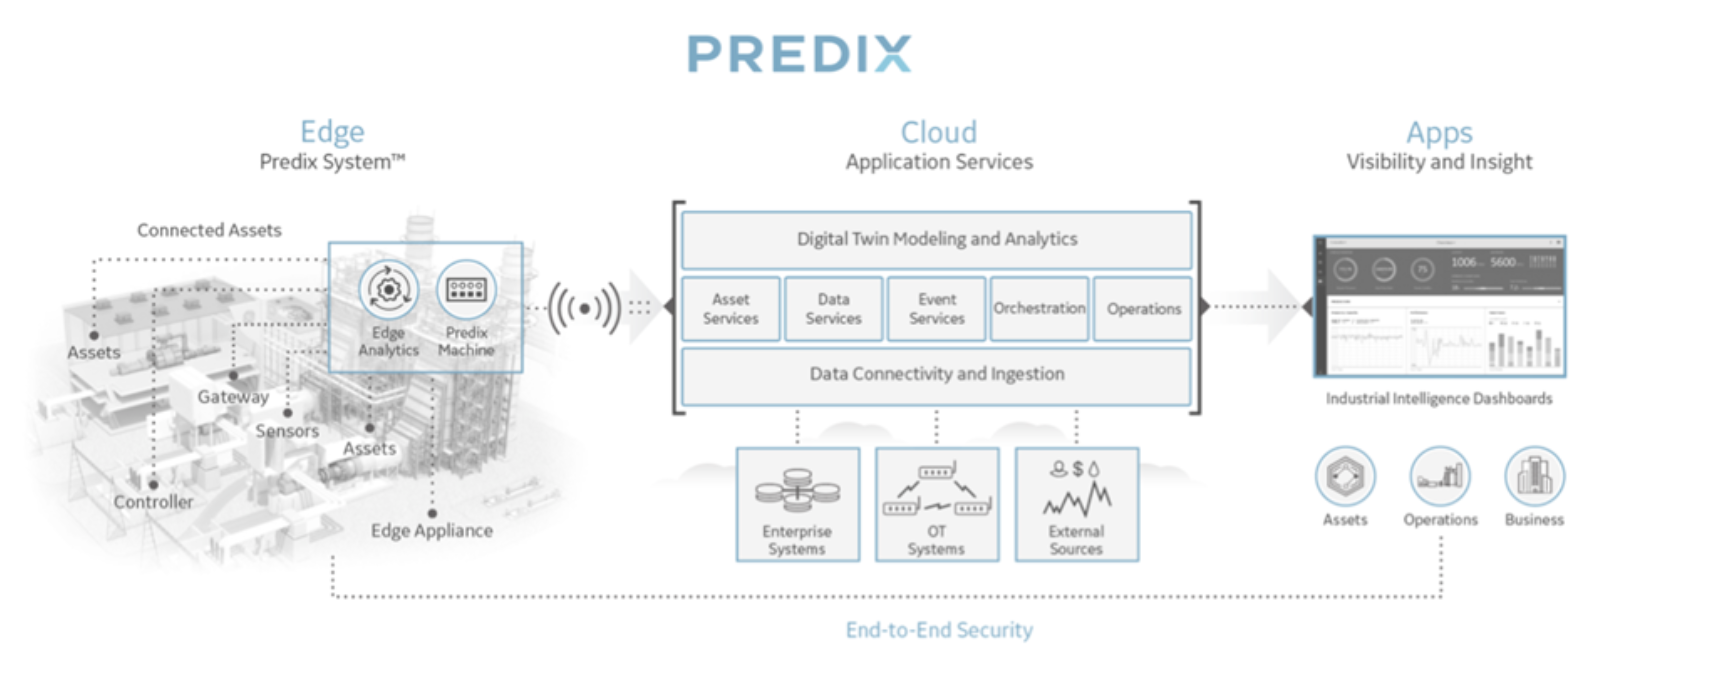 PREDIX
Edge
Predix System™
Cloud
Application Services
Apps
Visibility and Insight
Connected Assets
Edge
Analytics
Predix
Machine
Assets
Gateway
Sensors
Assets
Controller
Edge Appliance
Digital Twin Modeling and Analytics
Asset
Services
Data
Services
Event
Services
Orchestration
Operations
Data Connectivity and Ingestion
Enterprise
Systems
OT
Systems
$
External
Sources
1006
5600
75
Industrial Intelligence Dashboards
Assets
Operations
Business
End-to-End Security